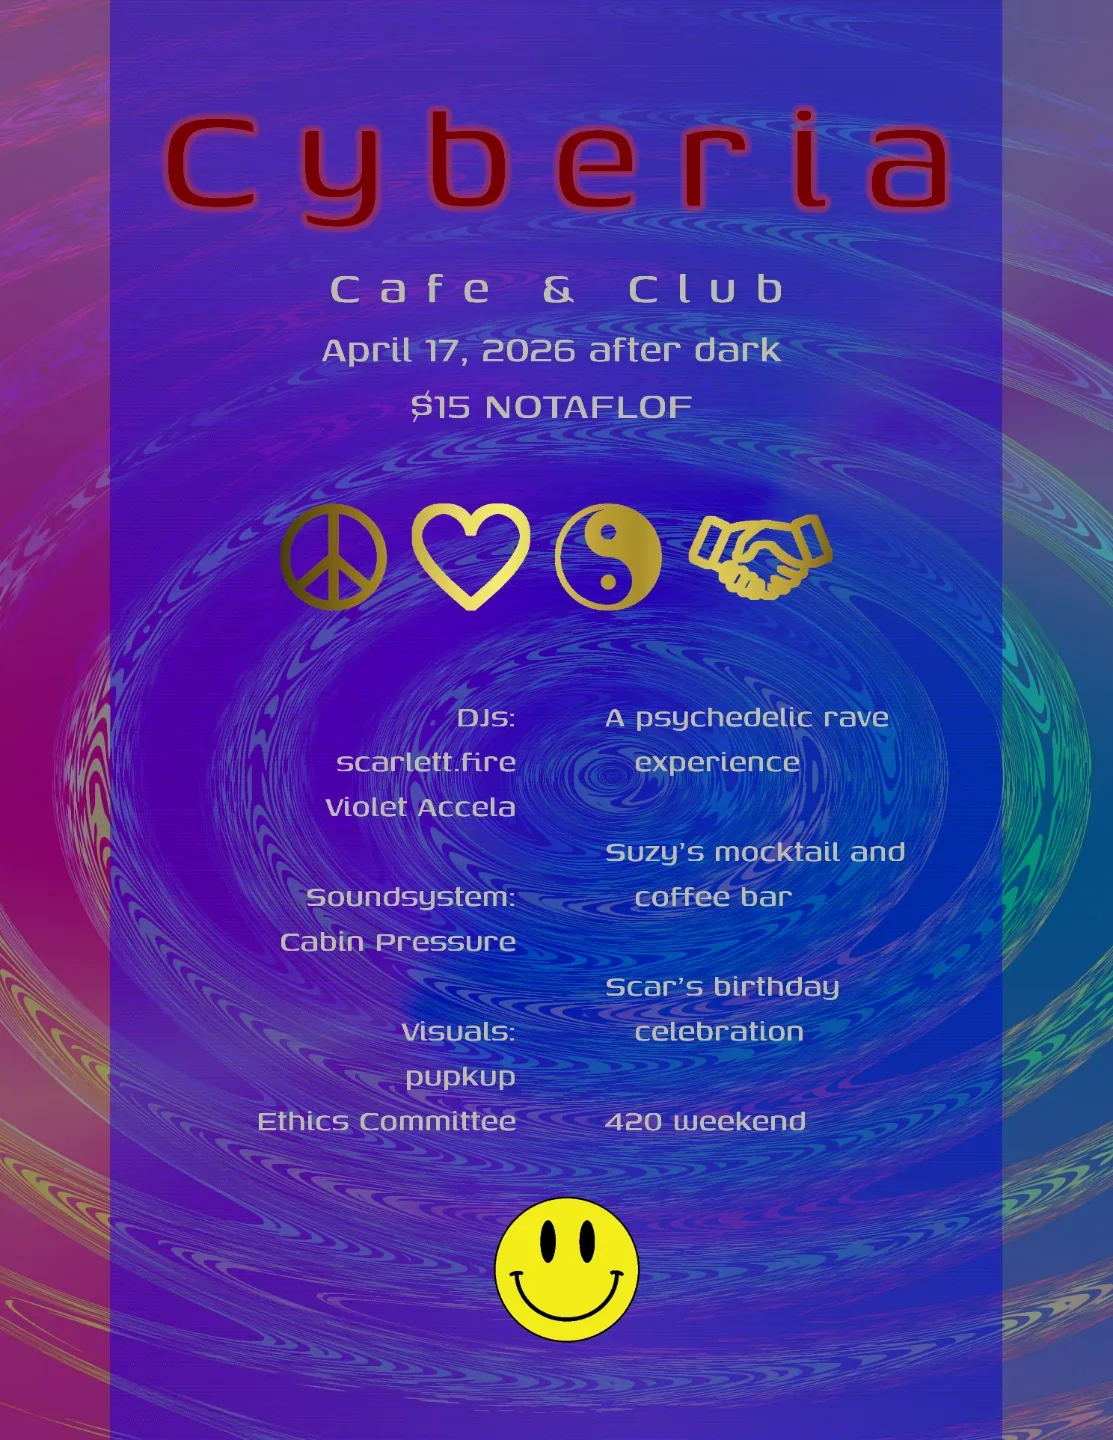 Cyberia
Cafe & Club
April 17, 2026 after dark
$15 NOTAFLOF
DJs:
scarlett.fire
Violet Accela
Soundsystem:
Cabin Pressure
Visuals:
pupkup
Ethics Committee
A psychedelic rave
experience
Suzy's mocktail and
coffee bar
Scar's birthday
celebration
420 weekend